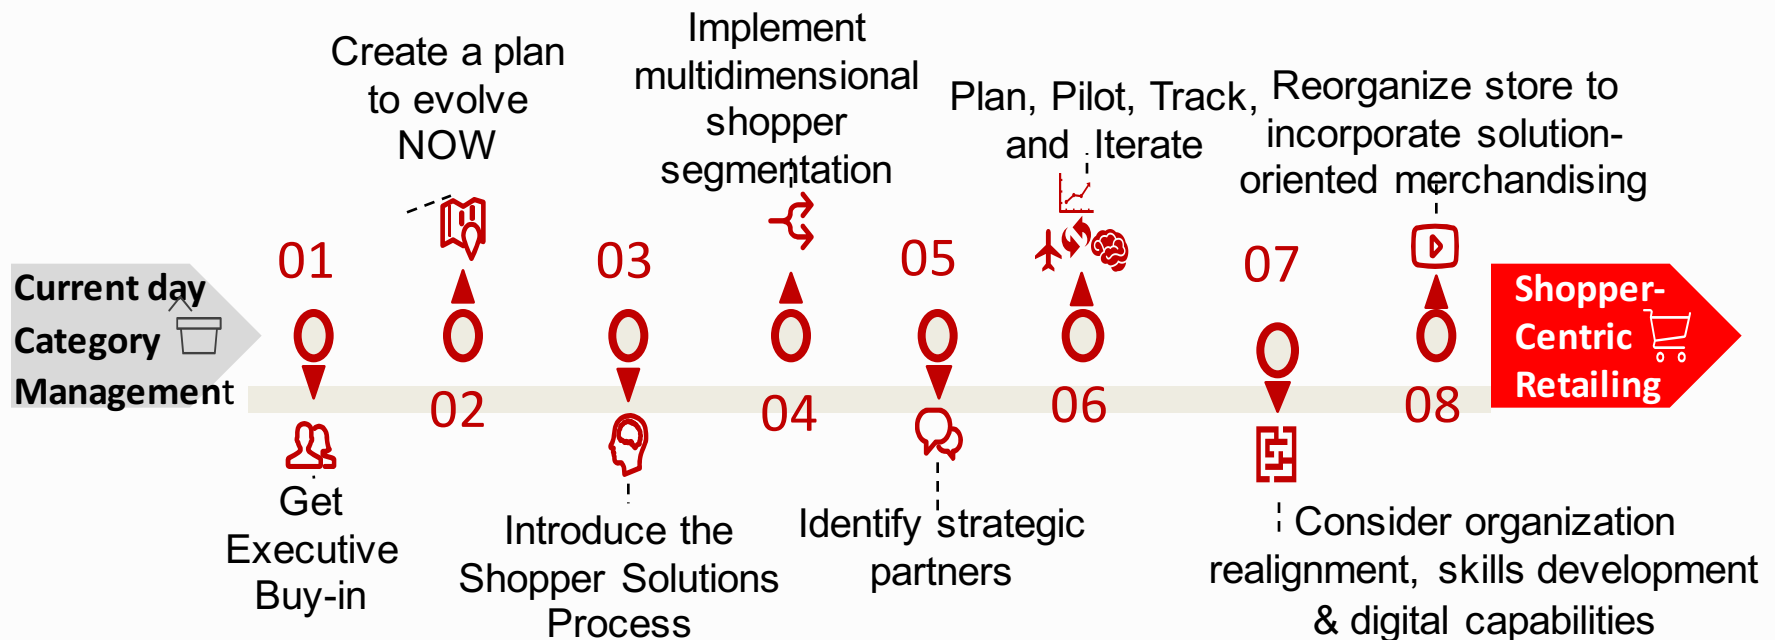 Current day
Category
Management
01
Get
Executive
Buy-in
Create a plan
to evolve
NOW
02
03
Introduce the
Shopper Solutions
Process
Implement
multidimensional
shopper
segmentation
04
05
Identify strategic
partners
Plan, Pilot, Track,
and Iterate
06
07
Consider organization
realignment, skills development
& digital capabilities
Reorganize store to
incorporate solution-
oriented merchandising
08
Shopper-
Centric
Retailing